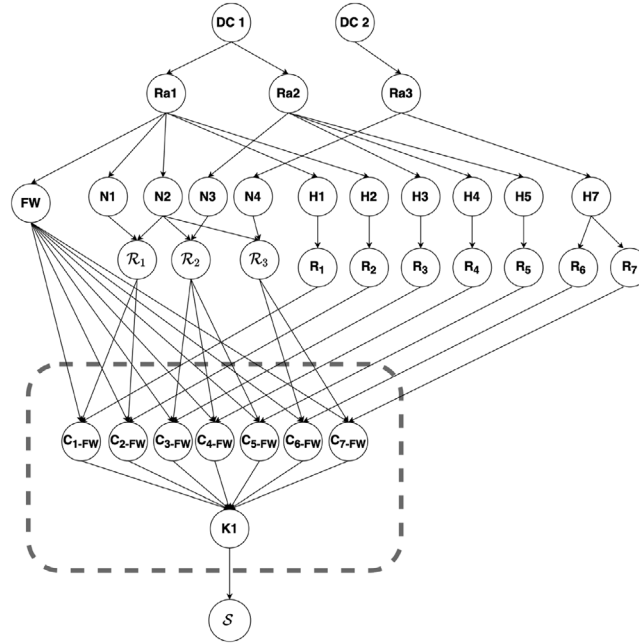 DC 1 DC 2
Ra1 Ra2 Ra3
FW N1 N2 N3 N4 H1 H2 H3 H4 H5 H7
ℛ₁ ℛ₂ ℛ₃ R₁ R₂ R₃ R₄ R₅ R₆ R₇
C₁₋FW C₂₋FW C₃₋FW C₄₋FW C₅₋FW C₆₋FW C₇₋FW
K1
𝒮